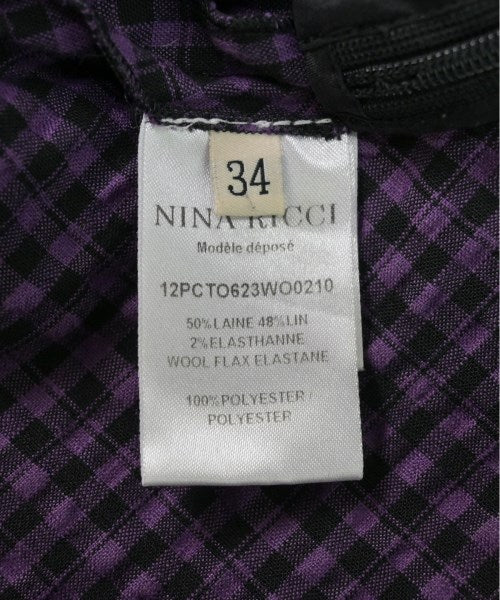 34
NINA RICCI
Modèle déposé
12PCTO623WO0210
50%LAINE 48%LIN
2%ELASTHANNE
WOOL FLAX ELASTANE
100%POLYESTER/
POLYESTER